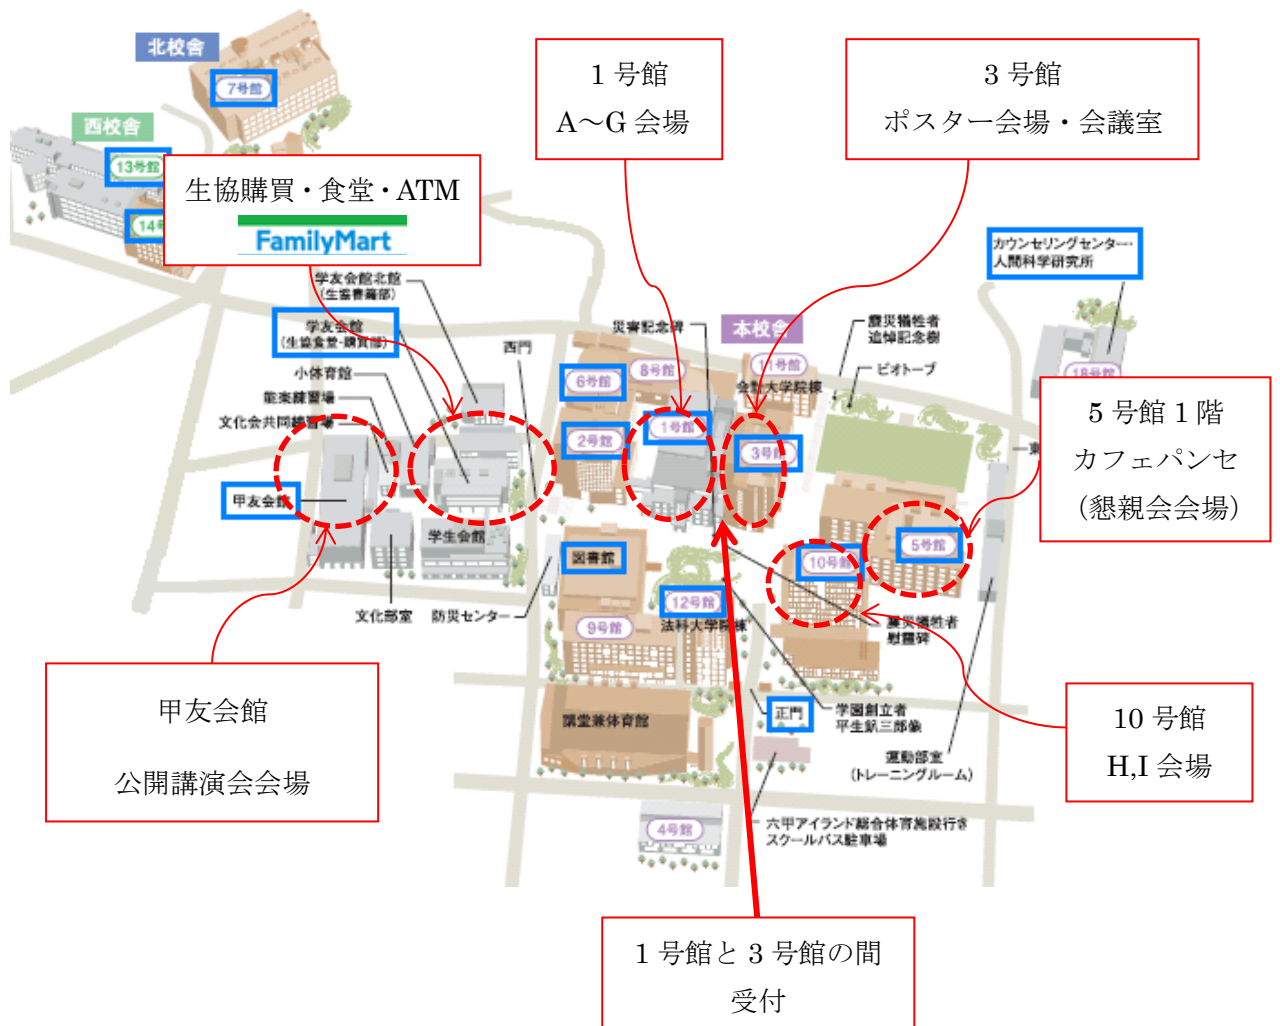 北校舎
7号館
西校舎
13号館
14号
生協購買・食堂・ATM
FamilyMart
1 号館
A～G 会場
3 号館
ポスター会場・会議室
カウンセリングセンター・
人間科学研究所
学友会館北館
(生協書籍部)
学友会館
(生協食堂・購買部)
小体育館
能楽練習場
文化会共同練習場
西門
災害記念碑
本校舎
震災犠牲者
追悼記念樹
ビオトープ
11号館
会計大学院棟
18号館
6号館
8号館
2号館
1号館
3号館
5 号館 1 階
カフェパンセ
(懇親会会場)
甲友会館
学生会館
図書館
10号館
5号館
文化部室
防災センター
12号館
法科大学院棟
9号館
震災犠牲者
慰霊碑
甲友会館
公開講演会会場
講堂兼体育館
正門
学園創立者
平生釟三郎像
運動部室
(トレーニングルーム)
10 号館
H,I 会場
4号館
六甲アイランド総合体育施設行き
スクールバス駐車場
1 号館と 3 号館の間
受付